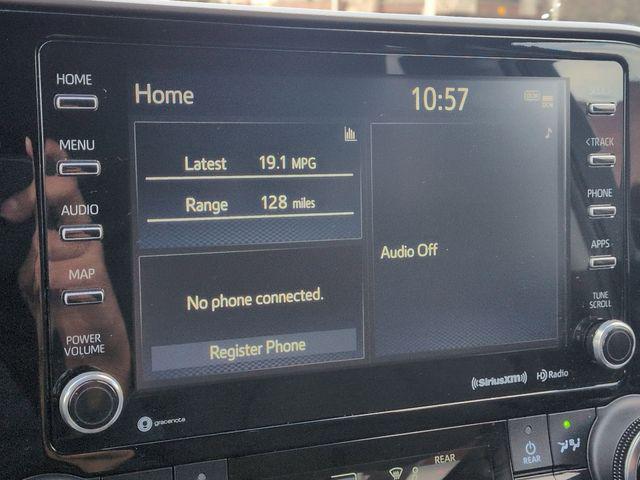 HOME
Home
10:57
MENU
Latest 19.1 MPG
<TRACK
AUDIO
Range 128 miles
PHONE
Audio Off
APPS
MAP
No phone connected.
TUNE
SCROLL
POWER
VOLUME
Register Phone
SiriusXM
HD Radio
gracenote
REAR
REAR